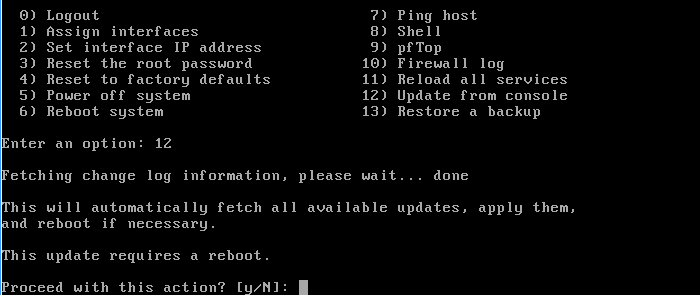 0) Logout 7) Ping host
1) Assign interfaces 8) Shell
2) Set interface IP address 9) pfTop
3) Reset the root password 10) Firewall log
4) Reset to factory defaults 11) Reload all services
5) Power off system 12) Update from console
6) Reboot system 13) Restore a backup
Enter an option: 12
Fetching change log information, please wait... done
This will automatically fetch all available updates, apply them,
and reboot if necessary.
This update requires a reboot.
Proceed with this action? [y/N]: